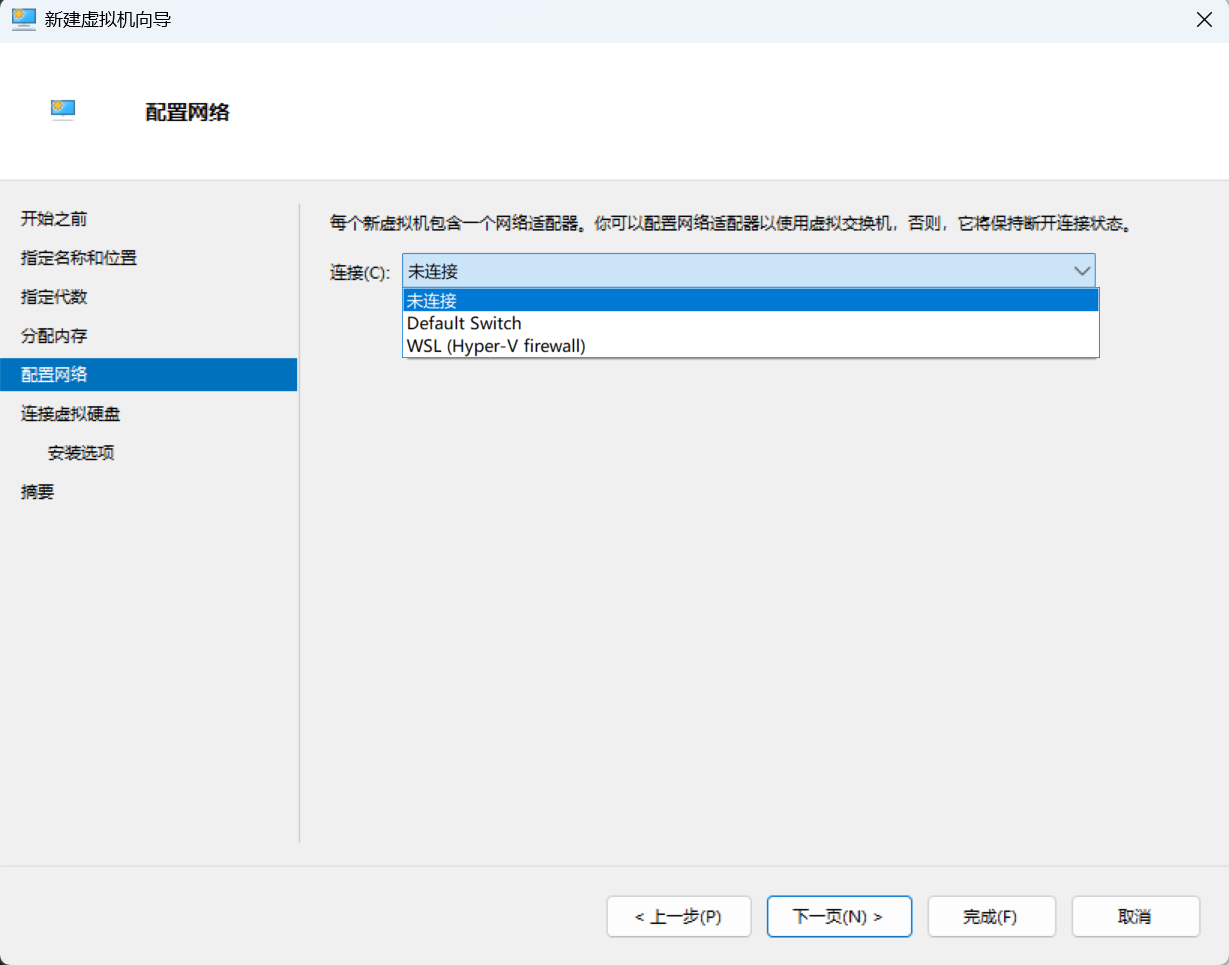 新建虚拟机向导
配置网络
开始之前
指定名称和位置
指定代数
分配内存
配置网络
连接虚拟硬盘
安装选项
摘要
每个新虚拟机包含一个网络适配器。你可以配置网络适配器以使用虚拟交换机，否则，它将保持断开连接状态。
连接(C): 未连接
未连接
Default Switch
WSL (Hyper-V firewall)
< 上一步(P) 下一页(N) > 完成(F) 取消